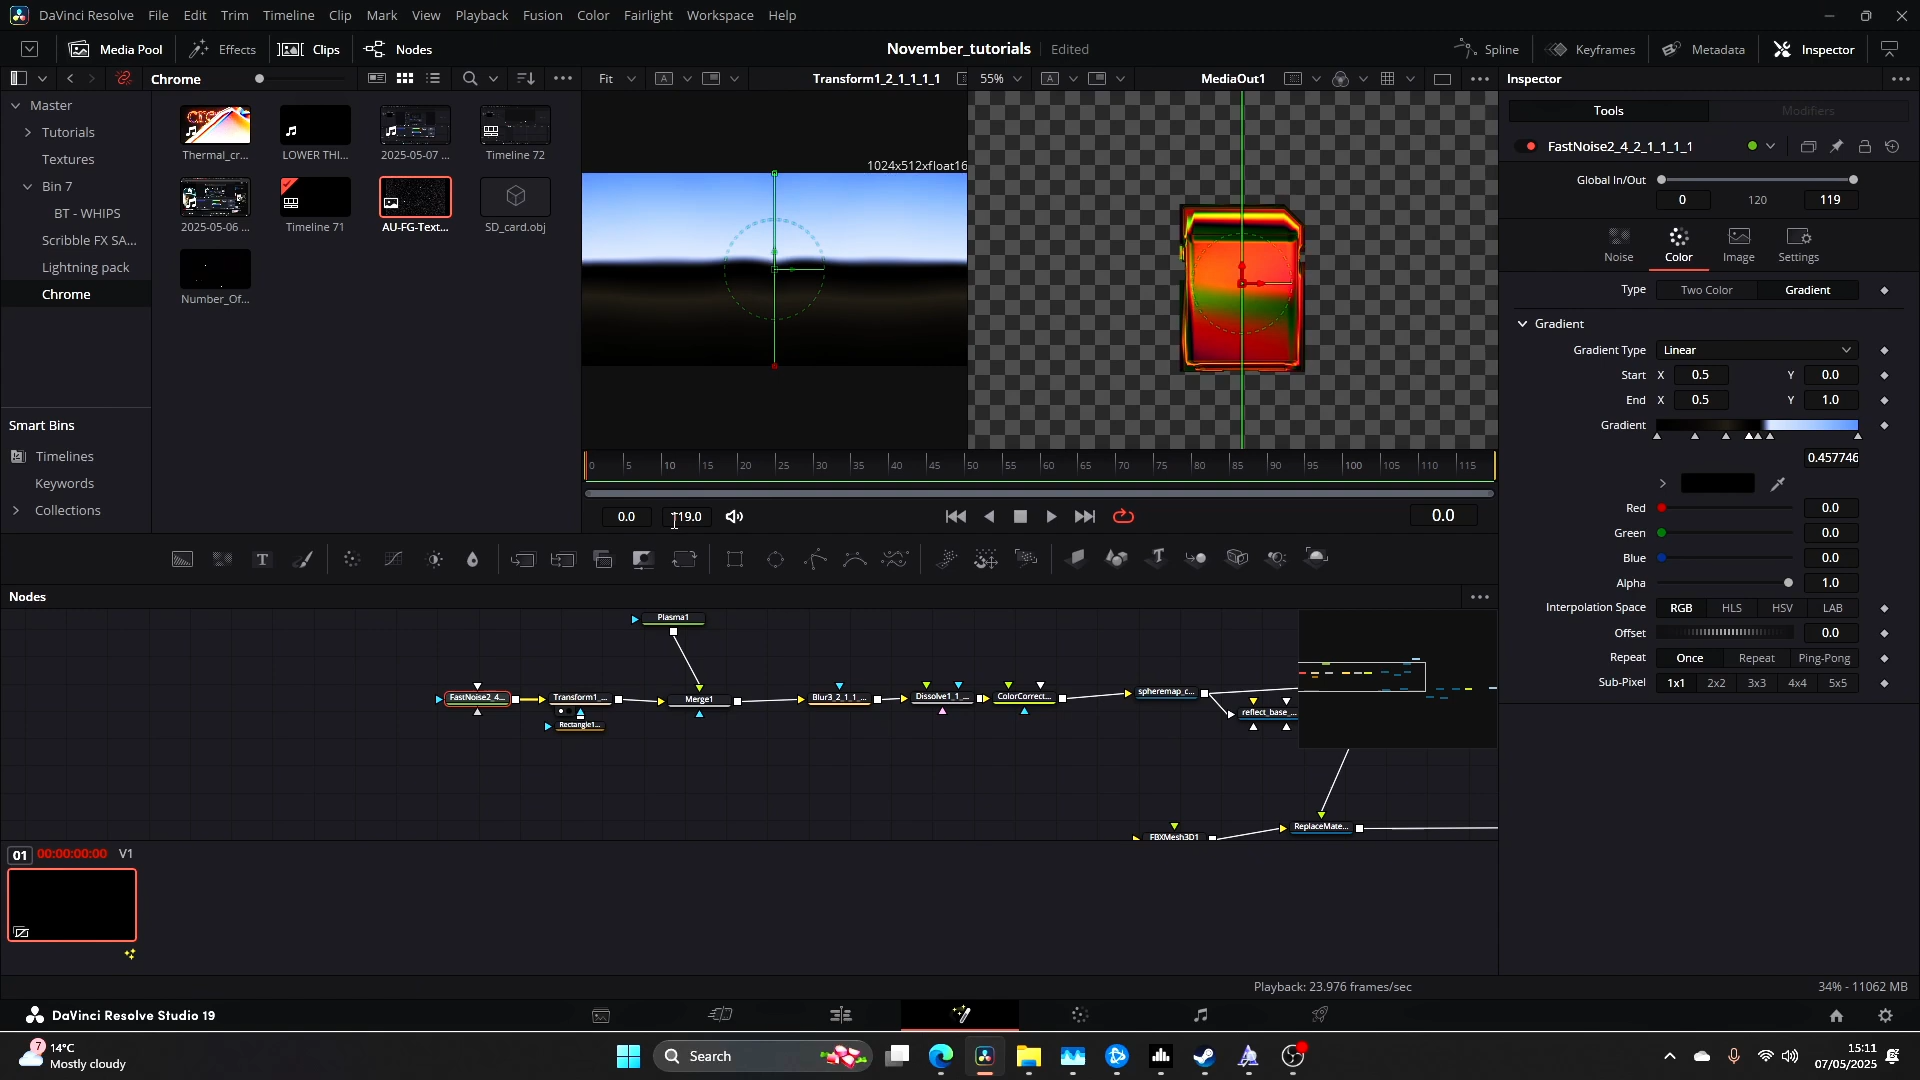 DaVinci Resolve File Edit Trim Timeline Clip Mark View Playback Fusion Color Fairlight Workspace Help
Media Pool Effects Clips Nodes November_tutorials Edited Spline Keyframes Metadata Inspector
Chrome Fit A Transform1_2_1_1_1_1 55% A MediaOut1 Inspector
Master
Tutorials
Textures
Bin 7
BT - WHIPS
Scribble FX SA...
Lightning pack
Chrome
Smart Bins
Timelines
Keywords
Collections
Thermal_cr... LOWER THI... 2025-05-07 ... Timeline 72
2025-05-06 ... Timeline 71 AU-FG-Text... SD_card.obj
Number_Of...
1024x512xfloat16
0 5 10 15 20 25 30 35 40 45 50 55 60 65 70 75 80 85 90 95 100 105 110 115
0.0 119.0 0.0
T
Tools Modifiers
FastNoise2_4_2_1_1_1_1
Global In/Out
0 120 119
Noise Color Image Settings
Type Two Color Gradient
Gradient
Gradient Type Linear
Start X 0.5 Y 0.0
End X 0.5 Y 1.0
Gradient
0.457746
Red 0.0
Green 0.0
Blue 0.0
Alpha 1.0
Interpolation Space RGB HLS HSV LAB
Offset 0.0
Repeat Once Repeat Ping-Pong
Sub-Pixel 1x1 2x2 3x3 4x4 5x5
Nodes
Plasma1
FastNoise2_4... Transform1_... Merge1 Blur3_2_1_1_... Dissolve1_1_... ColorCorrect... spheremap_c...
reflect_base_...
Rectangle1...
FBXMesh3D1 ReplaceMate...
01 00:00:00:00 V1
Playback: 23.976 frames/sec 34% - 11062 MB
DaVinci Resolve Studio 19
7
14°C
Mostly cloudy
Search
15:11
07/05/2025